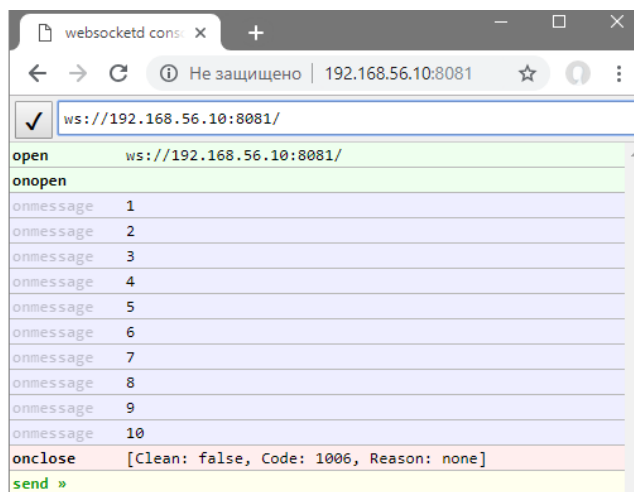 websocketd cons
Не защищено | 192.168.56.10:8081
ws://192.168.56.10:8081/
open ws://192.168.56.10:8081/
onopen
onmessage 1
onmessage 2
onmessage 3
onmessage 4
onmessage 5
onmessage 6
onmessage 7
onmessage 8
onmessage 9
onmessage 10
onclose [Clean: false, Code: 1006, Reason: none]
send »